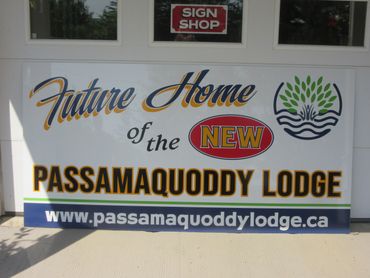 SIGN
SHOP
Future Home
of the NEW
PASSAMAQUODDY LODGE
www.passamaquoddylodge.ca